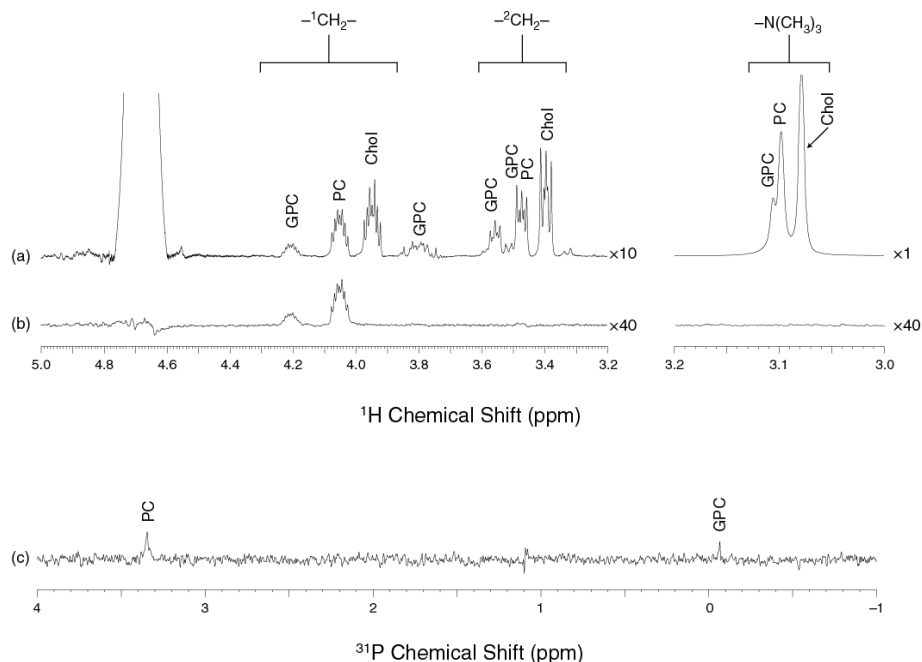 –¹CH₂– –²CH₂– –N(CH₃)₃
GPC PC Chol GPC GPC GPC PC Chol GPC PC Chol
(a) ×10 ×1
(b) ×40 ×40
5.0 4.8 4.6 4.4 4.2 4.0 3.8 3.6 3.4 3.2 3.2 3.1 3.0
¹H Chemical Shift (ppm)
PC GPC
(c)
4 3 2 1 0 –1
³¹P Chemical Shift (ppm)